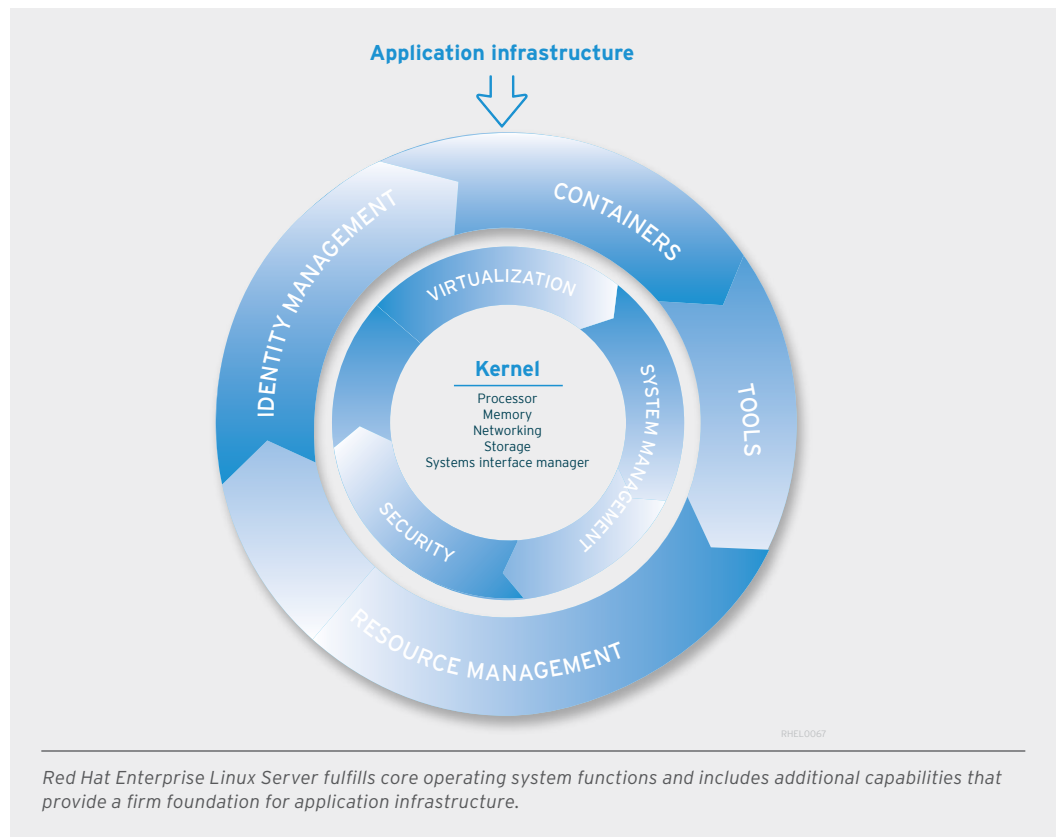 Application infrastructure
CONTAINERS
TOOLS
RESOURCE MANAGEMENT
IDENTITY MANAGEMENT
VIRTUALIZATION
SYSTEM MANAGEMENT
SECURITY
Kernel
Processor
Memory
Networking
Storage
Systems interface manager
RHEL0067
Red Hat Enterprise Linux Server fulfills core operating system functions and includes additional capabilities that
provide a firm foundation for application infrastructure.